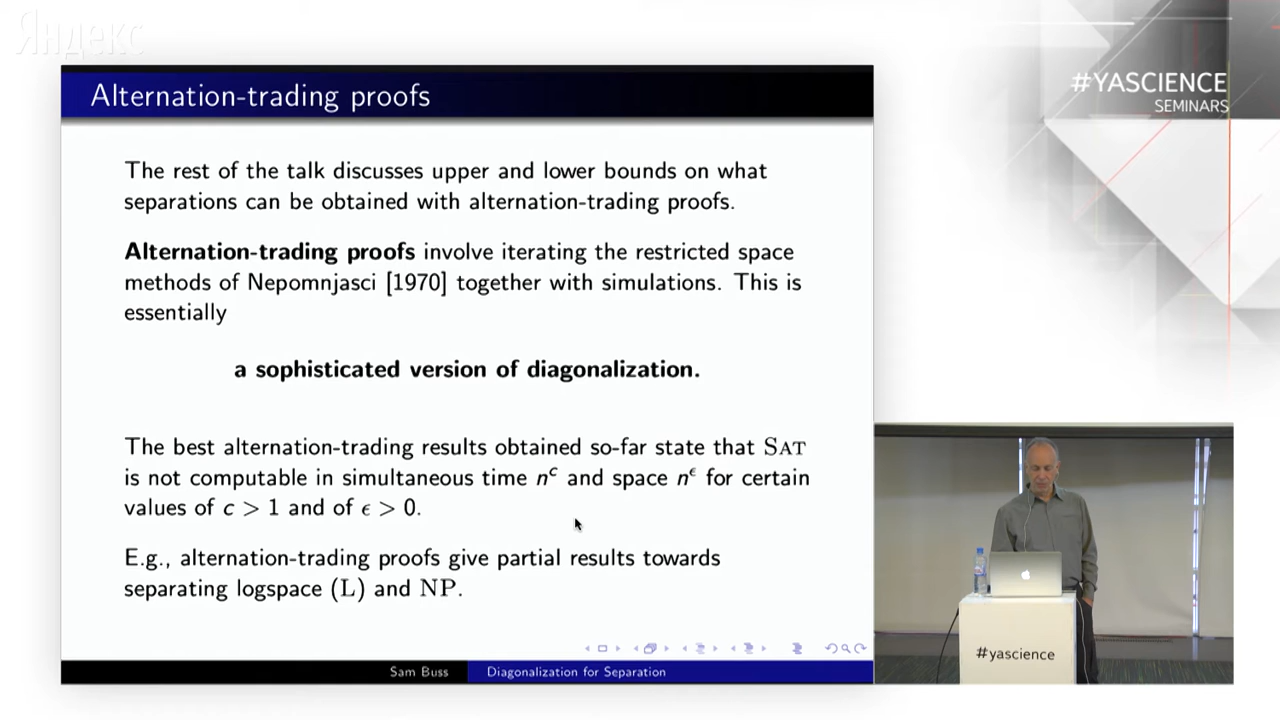 Яндекс
#YASCIENCE
SEMINARS
Alternation-trading proofs
The rest of the talk discusses upper and lower bounds on what
separations can be obtained with alternation-trading proofs.
Alternation-trading proofs involve iterating the restricted space
methods of Nepomnjasci [1970] together with simulations. This is
essentially
a sophisticated version of diagonalization.
The best alternation-trading results obtained so-far state that SAT
is not computable in simultaneous time n^c and space n^ϵ for certain
values of c > 1 and of ϵ > 0.
E.g., alternation-trading proofs give partial results towards
separating logspace (L) and NP.
Sam Buss
Diagonalization for Separation
#yascience